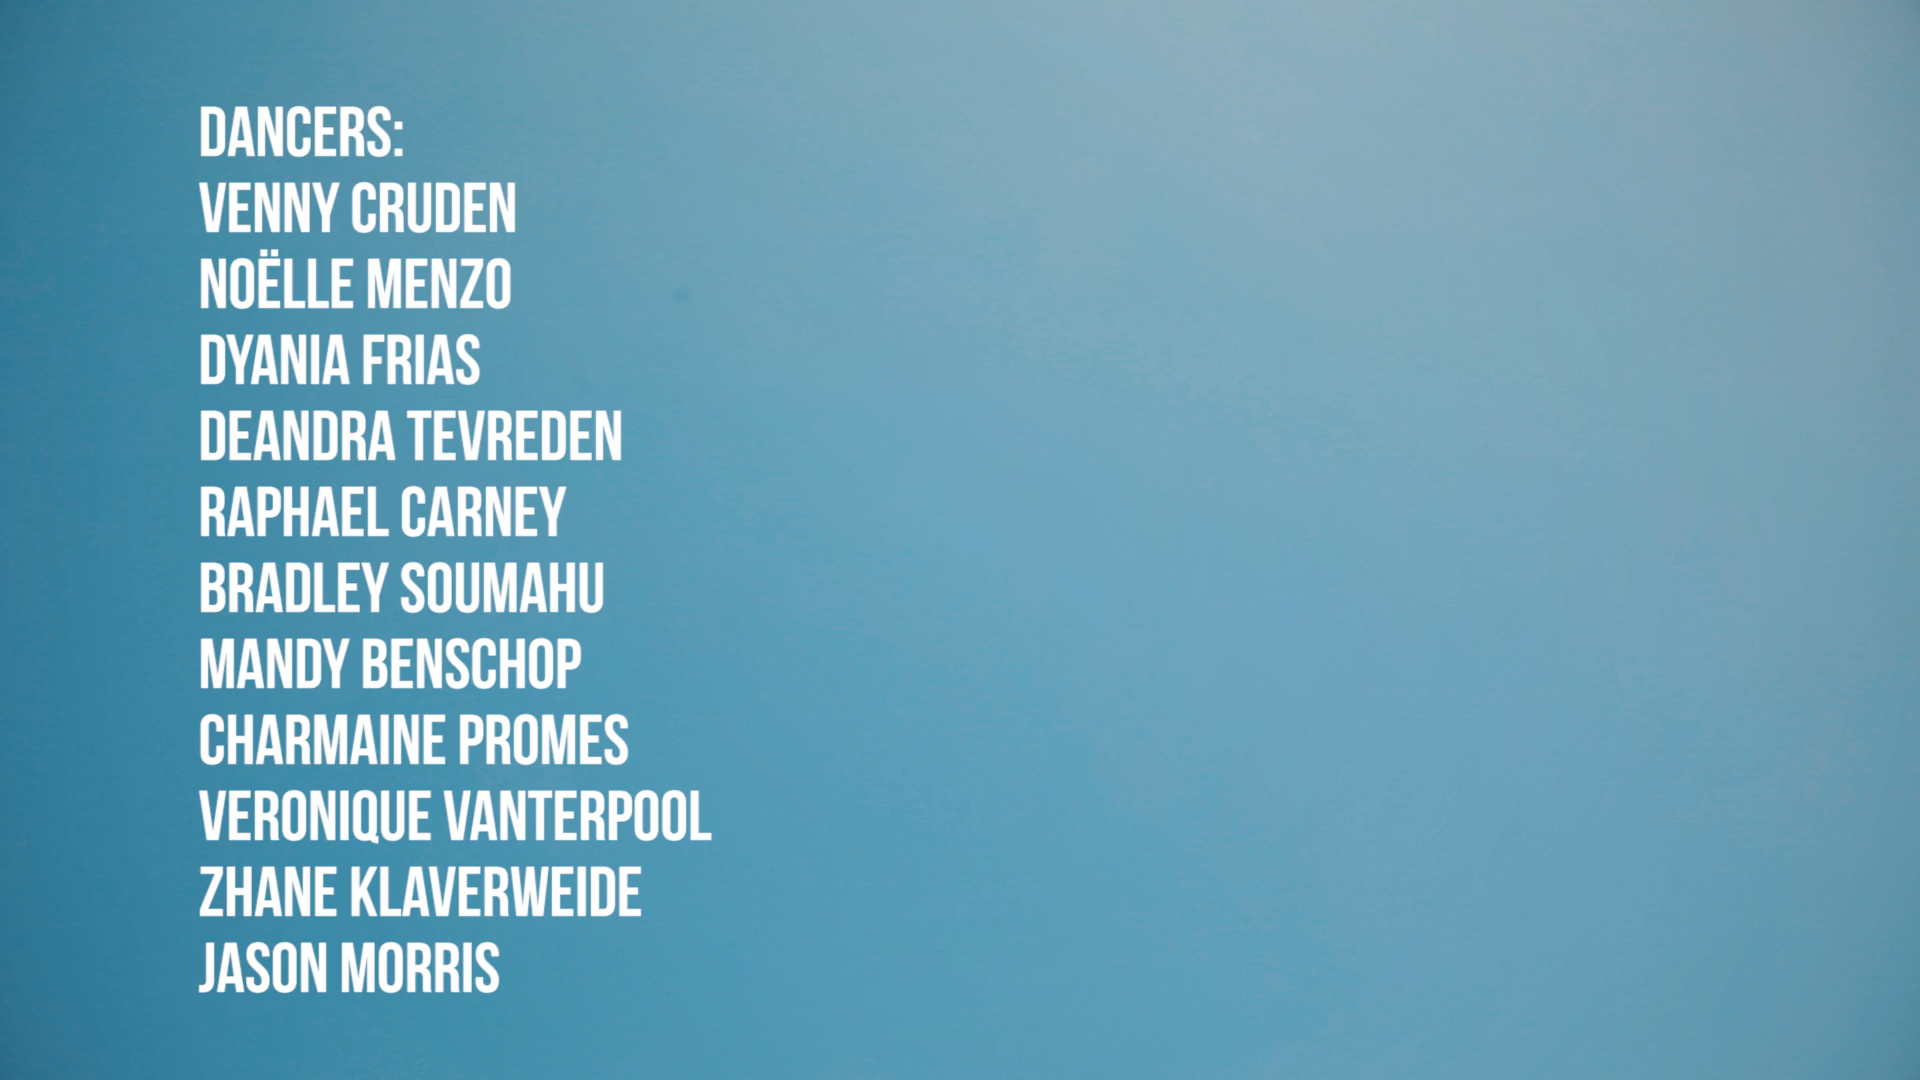 DANCERS:
VENNY CRUDEN
NOËLLE MENZO
DYANIA FRIAS
DEANDRA TEVREDEN
RAPHAEL CARNEY
BRADLEY SOUMAHU
MANDY BENSCHOP
CHARMAINE PROMES
VERONIQUE VANTERPOOL
ZHANE KLAVERWEIDE
JASON MORRIS